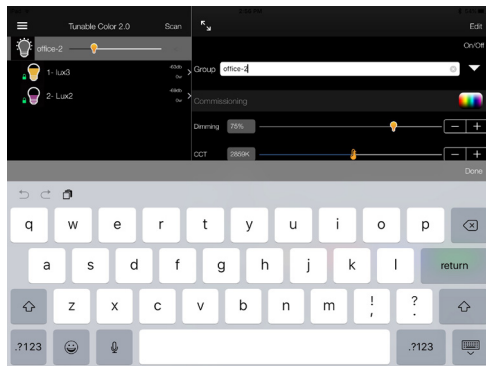 Tunable Color 2.0
Scan
Edit
office-2
On/Off
1- lux3
2- Lux2
Group
office-2
Commissioning
Dimming
75%
CCT
Done
q w e r t y u i o p
a s d f g h j k l return
z x c v b n m ! , ? .
.?123
.?123